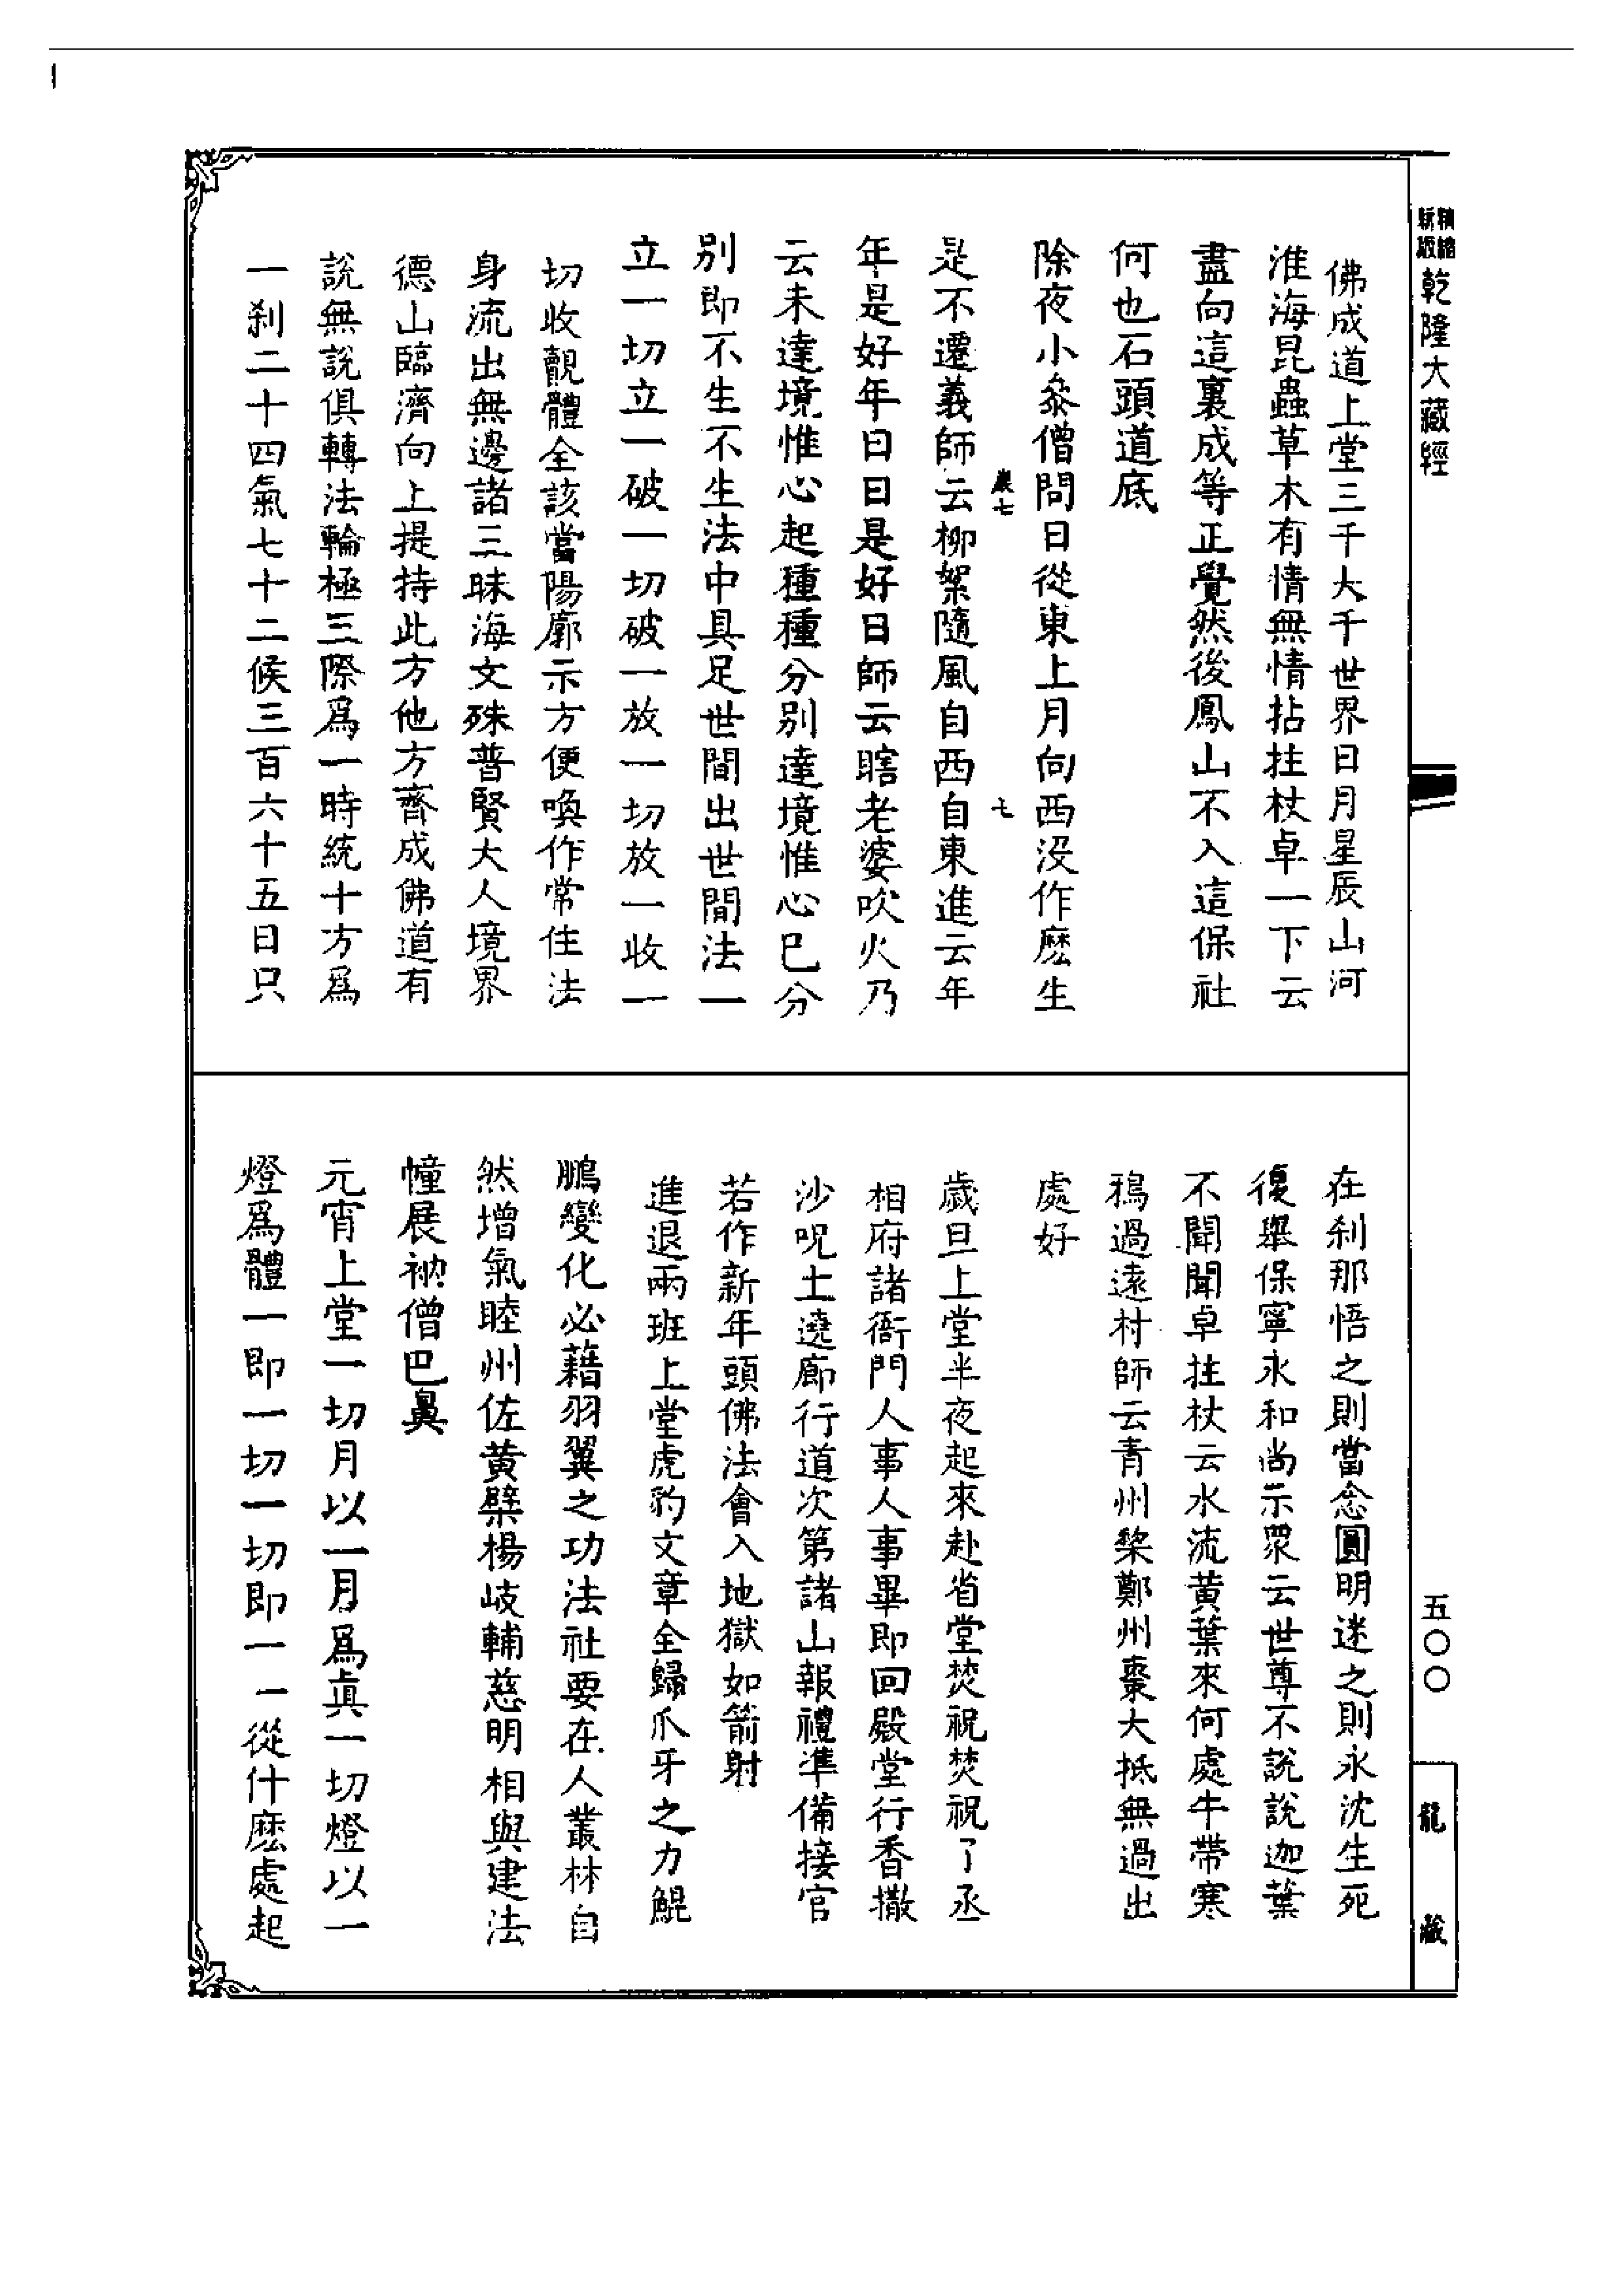 精縮新版乾隆大藏經
佛成道上堂三千大千世界日月星辰山河
淮海昆蟲草木有情無情拈拄杖卓一下云
盡向這裏成等正覺然後鳳山不入這保社
何也石頭道底
除夜小叅僧問日從東上月向西沒作麽生
嚴七 七
是不遷義師云柳絮隨風自西自東進云年
年是好年日日是好日師云瞎老婆吹火乃
云未達境惟心起種種分別達境惟心已分
別即不生不生法中具足世間出世間法一
立一切立一破一切破一放一切放一收一
切收覿體全該當陽廓示方便喚作常住法
身流出無邊諸三昧海文殊普賢大人境界
德山臨濟向上提持此方他方齊成佛道有
說無說俱轉法輪極三際爲一時統十方爲
一刹二十四氣七十二候三百六十五日只
在刹那悟之則當念圓明迷之則永沈生死
復舉保寧永和尚示眾云世尊不說說迦葉
不聞聞卓拄杖云水流黃葉來何處牛帶寒
鴉過遠村師云青州棃鄭州棗大抵無過出
處好
歲旦上堂半夜起來赴省堂焚祝焚祝了丞
相府諸衙門人事人事畢即回殿堂行香撒
沙呪土遶廊行道次第諸山報禮準備接官
若作新年頭佛法會入地獄如箭射
進退兩班上堂虎豹文章全歸爪牙之力鯤
鵬變化必藉羽翼之功法社要在人叢林自
然增氣睦州佐黃檗楊岐輔慈明相與建法
幢展衲僧巴鼻
元宵上堂一切月以一月爲眞一切燈以一
燈爲體一即一切一切即一一從什麽處起
五〇〇
龍藏